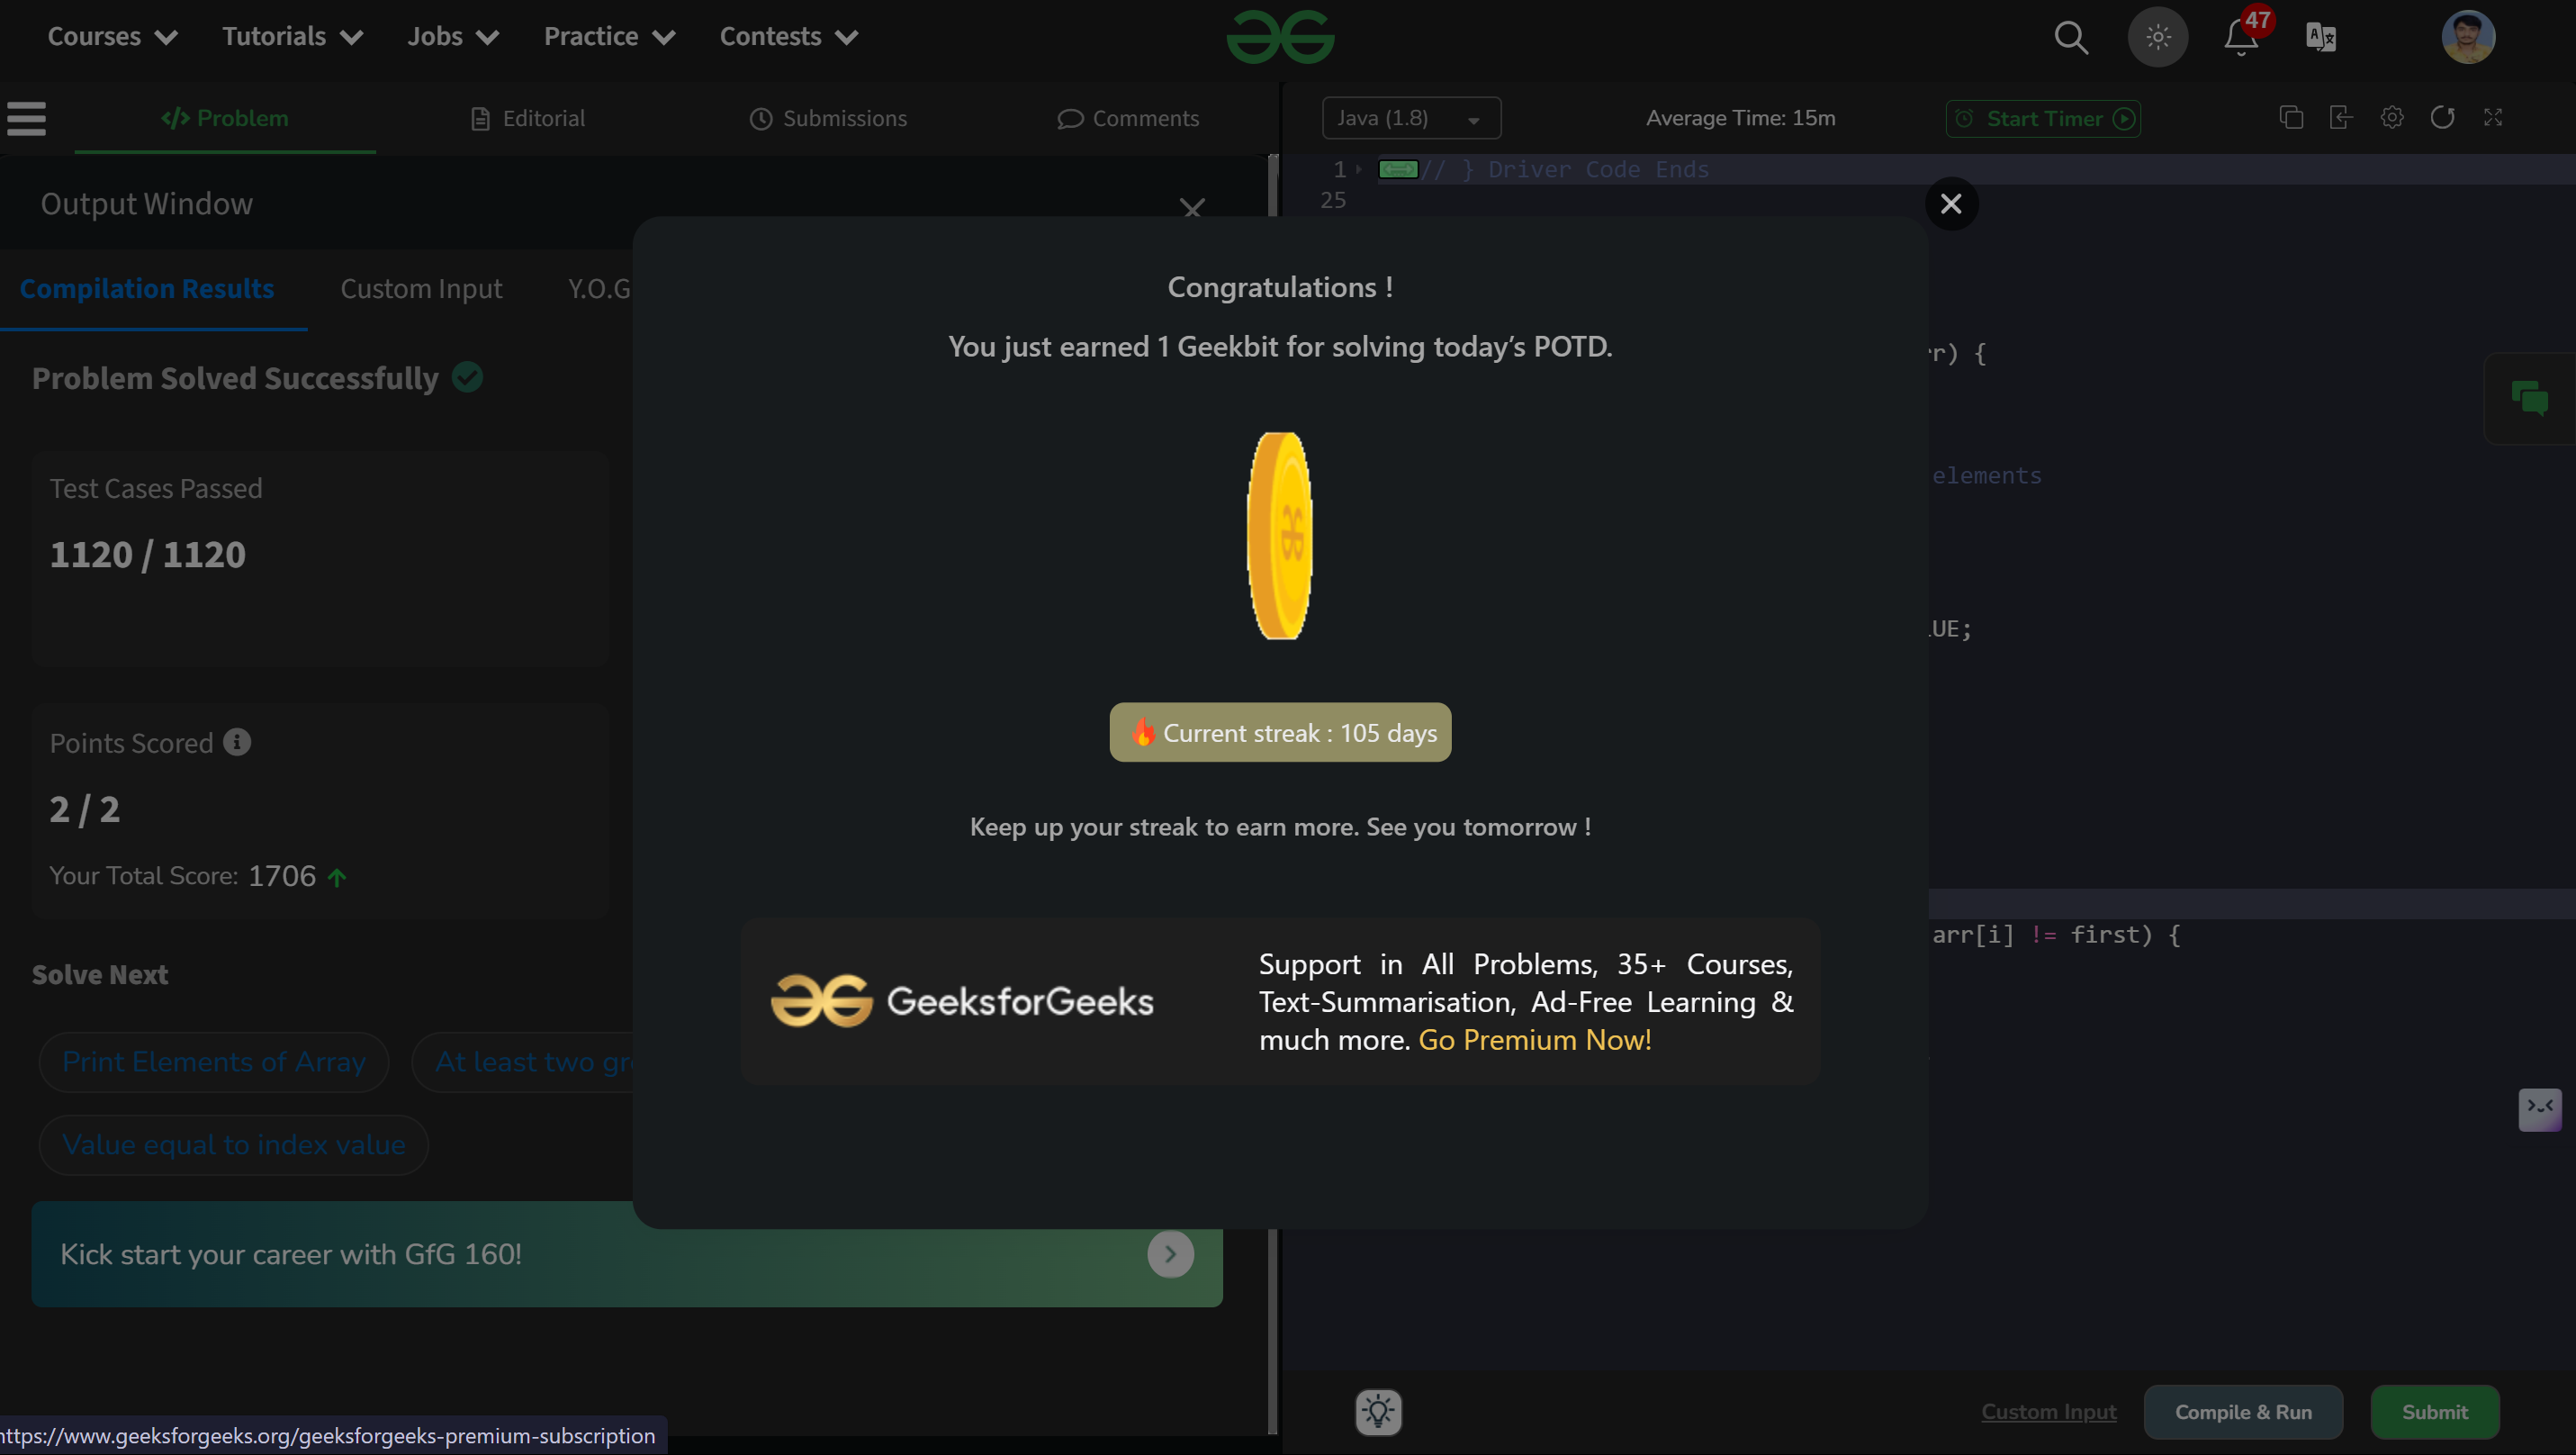 Courses Tutorials Jobs Practice Contests
47
Problem Editorial Submissions Comments
Java (1.8) Average Time: 15m Start Timer
Output Window
1 // } Driver Code Ends
25
Compilation Results Custom Input Y.O.G
Problem Solved Successfully
Test Cases Passed
1120 / 1120
Points Scored
2 / 2
Your Total Score: 1706
Solve Next
Print Elements of Array At least two
Value equal to index value
Kick start your career with GfG 160!
Congratulations !
You just earned 1 Geekbit for solving today’s POTD.
🔥 Current streak : 105 days
Keep up your streak to earn more. See you tomorrow !
GeeksforGeeks
Support in All Problems, 35+ Courses,
Text-Summarisation, Ad-Free Learning &
much more. Go Premium Now!
) {
elements
UE;
arr[i] != first) {
Custom Input Compile & Run Submit
https://www.geeksforgeeks.org/geeksforgeeks-premium-subscription